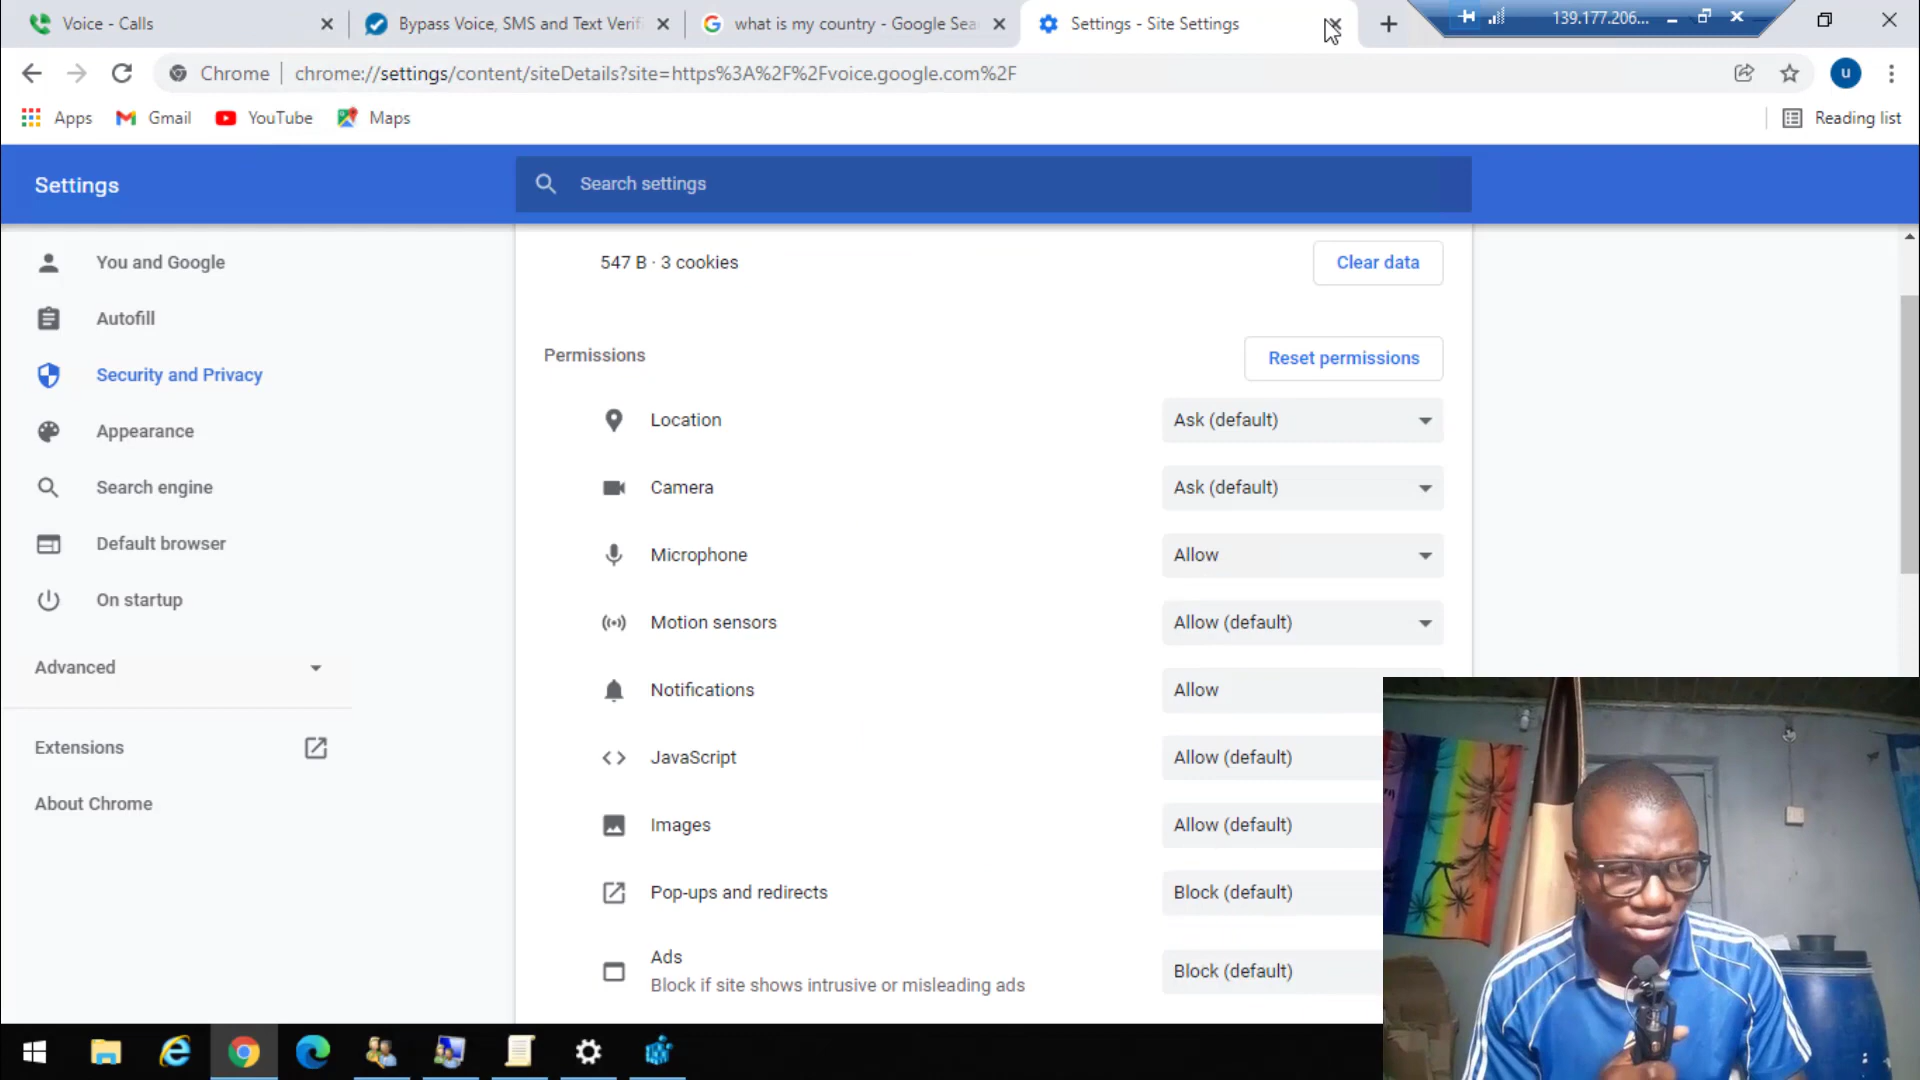 Voice - Calls
Bypass Voice, SMS and Text Verif
what is my country - Google Sea
Settings - Site Settings
139.177.206...
Chrome
chrome://settings/content/siteDetails?site=https%3A%2F%2Fvoice.google.com%2F
u
Apps
Gmail
YouTube
Maps
Reading list
Settings
Search settings
You and Google
Autofill
Security and Privacy
Appearance
Search engine
Default browser
On startup
Advanced
Extensions
About Chrome
547 B · 3 cookies
Clear data
Permissions
Reset permissions
Location
Ask (default)
Camera
Ask (default)
Microphone
Allow
Motion sensors
Allow (default)
Notifications
Allow
JavaScript
Allow (default)
Images
Allow (default)
Pop-ups and redirects
Block (default)
Ads
Block if site shows intrusive or misleading ads
Block (default)